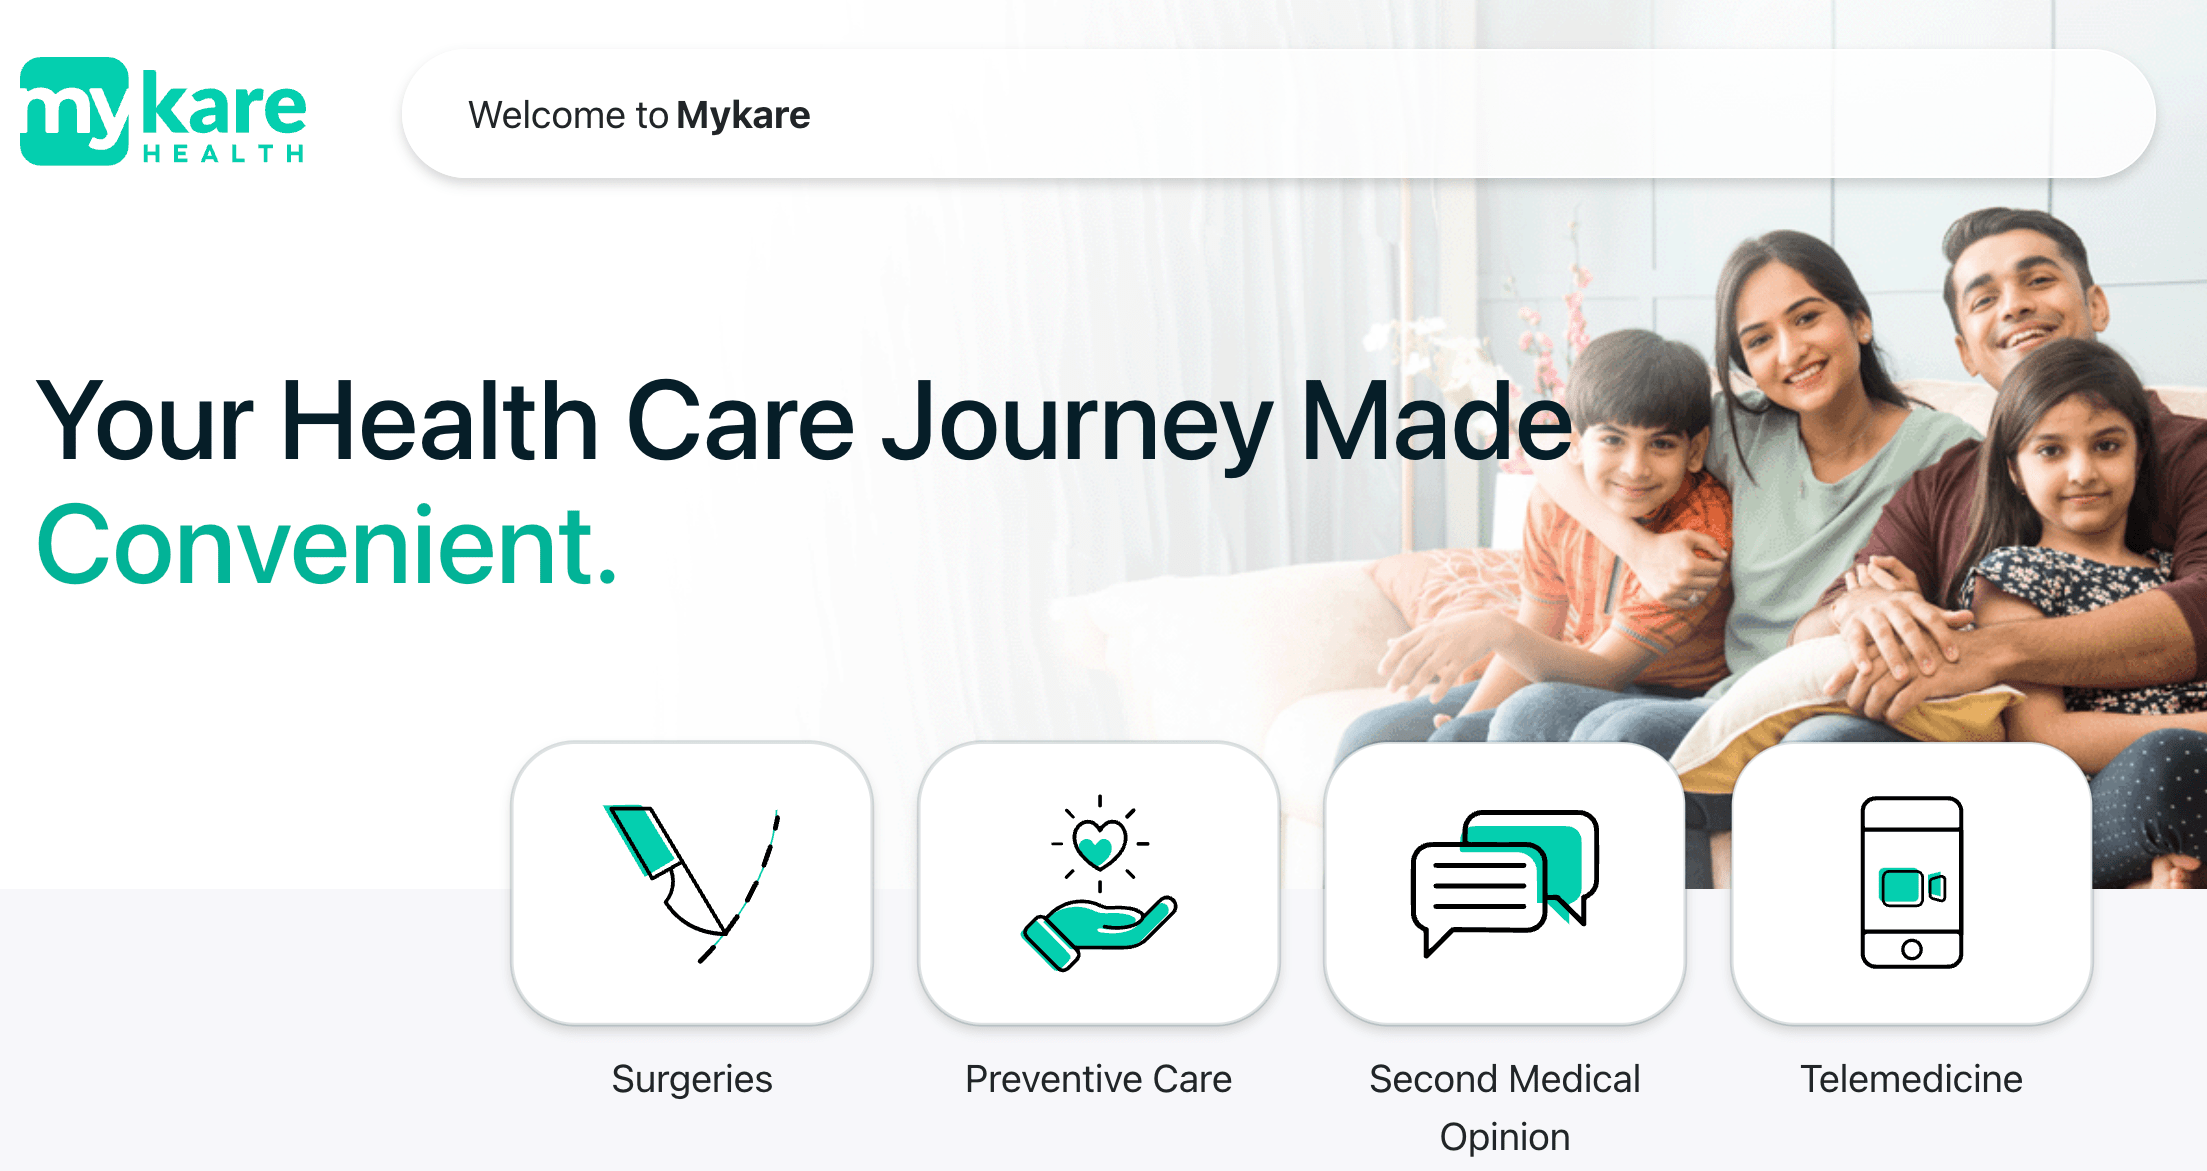 mykare
HEALTH
Welcome to Mykare
Your Health Care Journey Made
Convenient.
Surgeries
Preventive Care
Second Medical
Opinion
Telemedicine